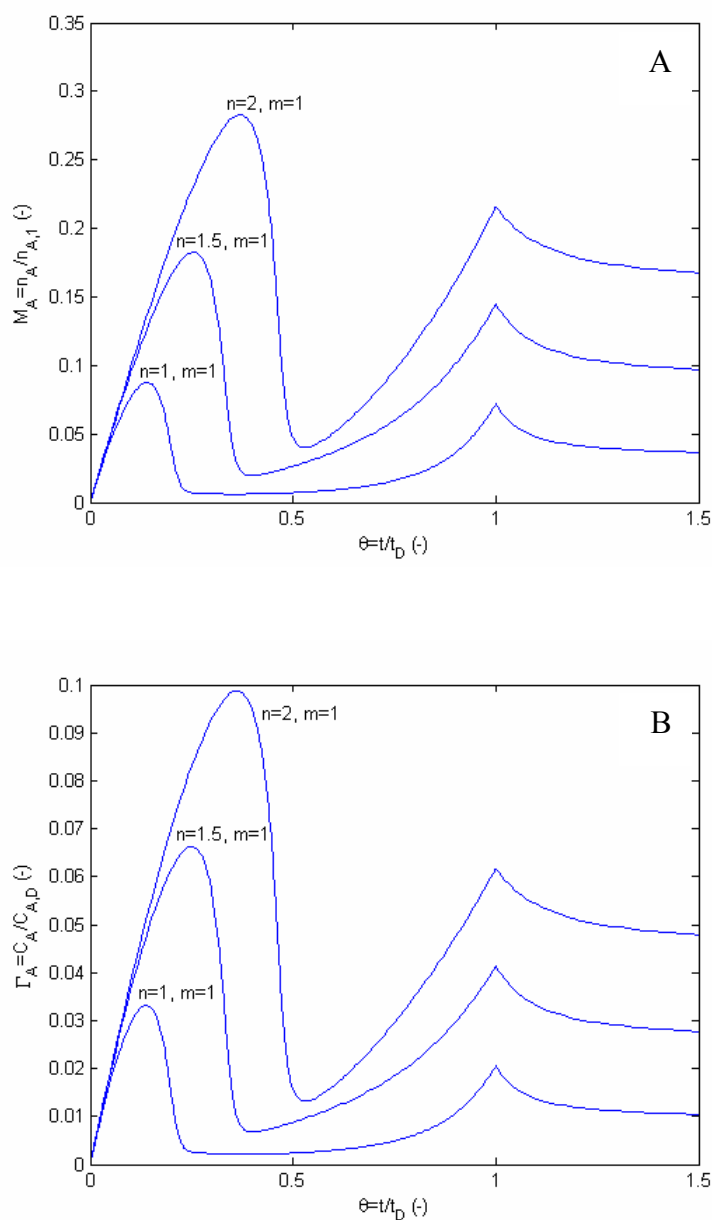 A
0.35
0.3
0.25
0.2
0.15
0.1
0.05
0
M_A=n_A/n_{A,1} (-)
n=2, m=1
n=1.5, m=1
n=1, m=1
0 0.5 1 1.5
θ=t/t_D (-)
B
0.1
0.09
0.08
0.07
0.06
0.05
0.04
0.03
0.02
0.01
0
Γ_A=C_A/C_{A,D} (-)
n=2, m=1
n=1.5, m=1
n=1, m=1
0 0.5 1 1.5
θ=t/t_D (-)